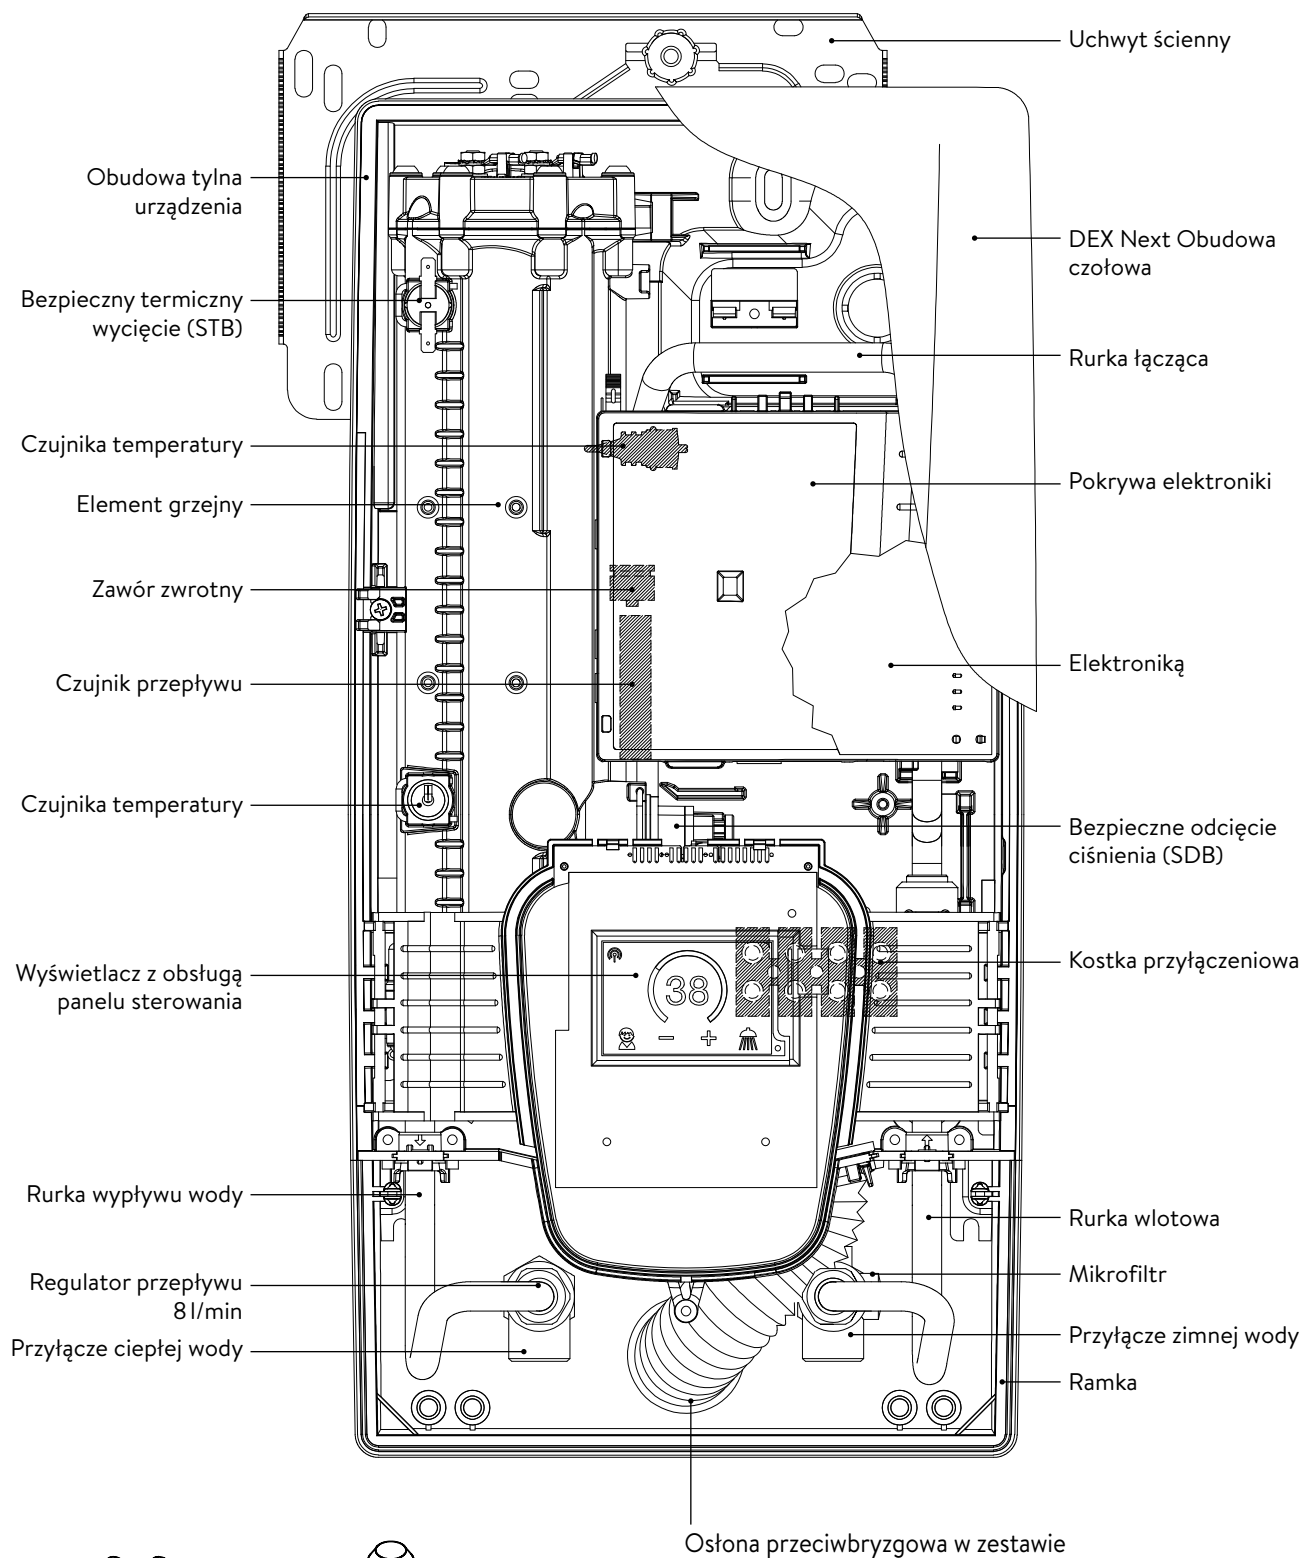 Uchwyt ścienny
Obudowa tylna
urządzenia
DEX Next Obudowa
czołowa
Bezpieczny termiczny
wycięcie (STB)
Rurka łącząca
Czujnika temperatury
Pokrywa elektroniki
Element grzejny
Zawór zwrotny
Elektroniką
Czujnik przepływu
Czujnika temperatury
Bezpieczne odcięcie
ciśnienia (SDB)
Wyświetlacz z obsługą
panelu sterowania
38
Kostka przyłączeniowa
Rurka wypływu wody
Rurka wlotowa
Regulator przepływu
8 l/min
Mikrofiltr
Przyłącze ciepłej wody
Przyłącze zimnej wody
Ramka
Osłona przeciwbryzgowa w zestawie